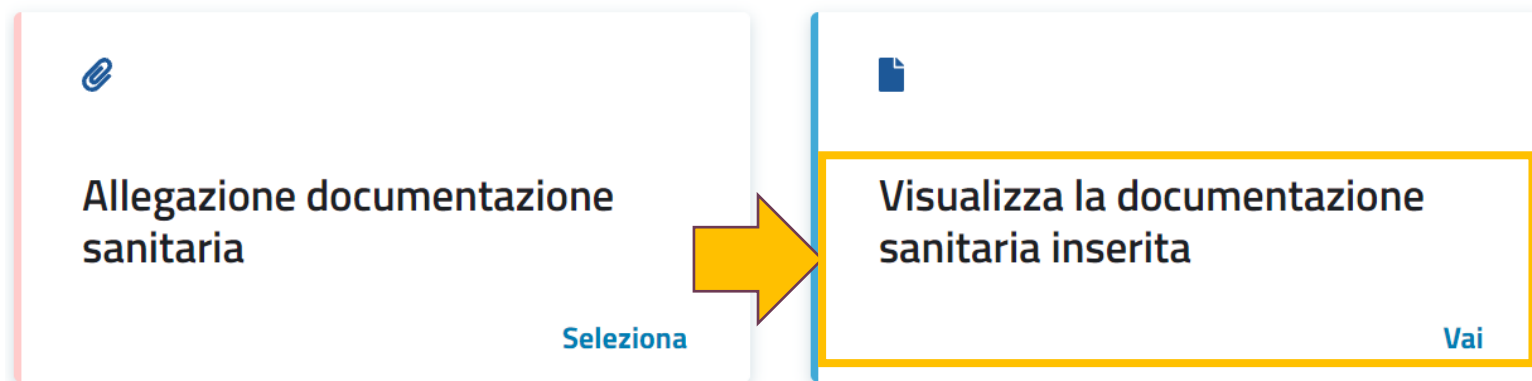 Allegazione documentazione
sanitaria
Seleziona
Visualizza la documentazione
sanitaria inserita
Vai